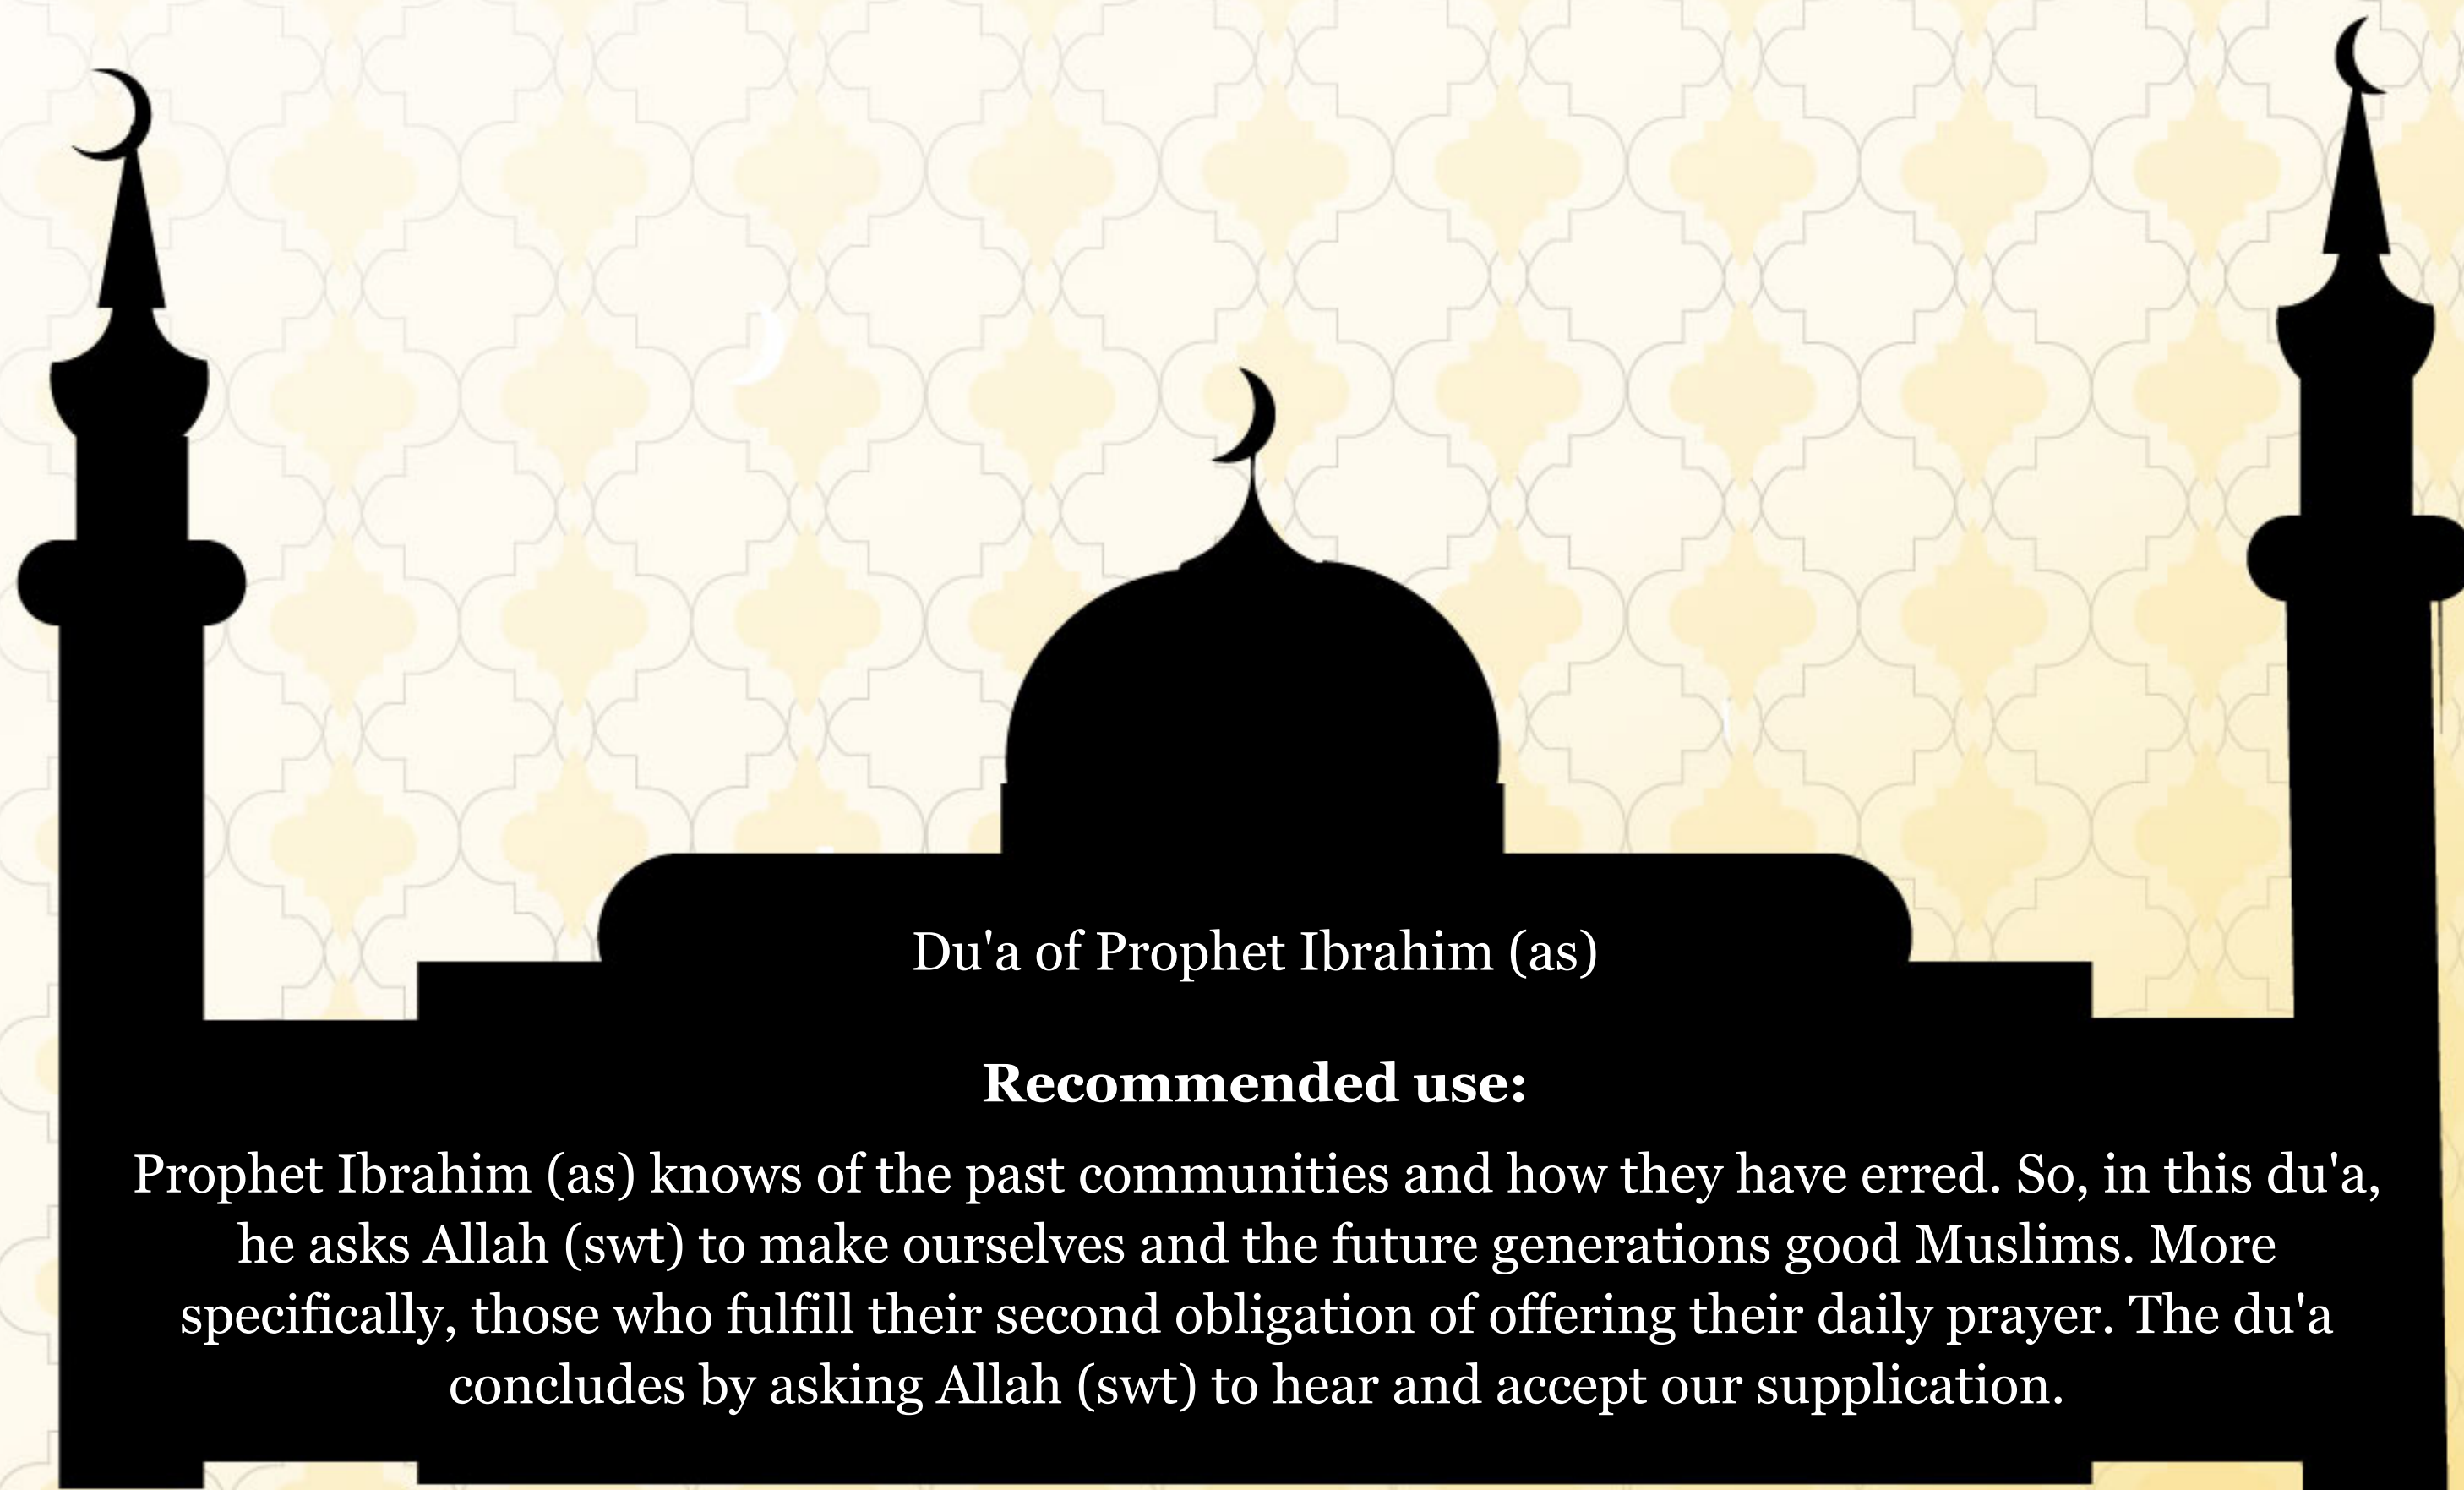 Du'a of Prophet Ibrahim (as)
Recommended use:
Prophet Ibrahim (as) knows of the past communities and how they have erred. So, in this du'a,
he asks Allah (swt) to make ourselves and the future generations good Muslims. More
specifically, those who fulfill their second obligation of offering their daily prayer. The du'a
concludes by asking Allah (swt) to hear and accept our supplication.